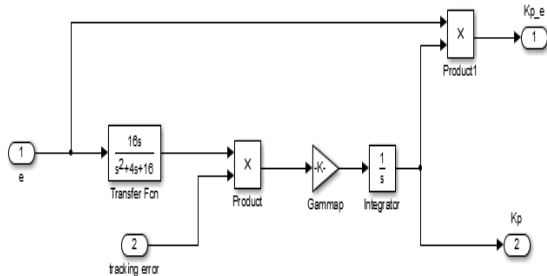 Kp_e
1
X
Product1
1
e
16s
s²+4s+16
Transfer Fcn
X
Product
-K-
Gammap
1
s
Integrator
Kp
2
2
tracking error